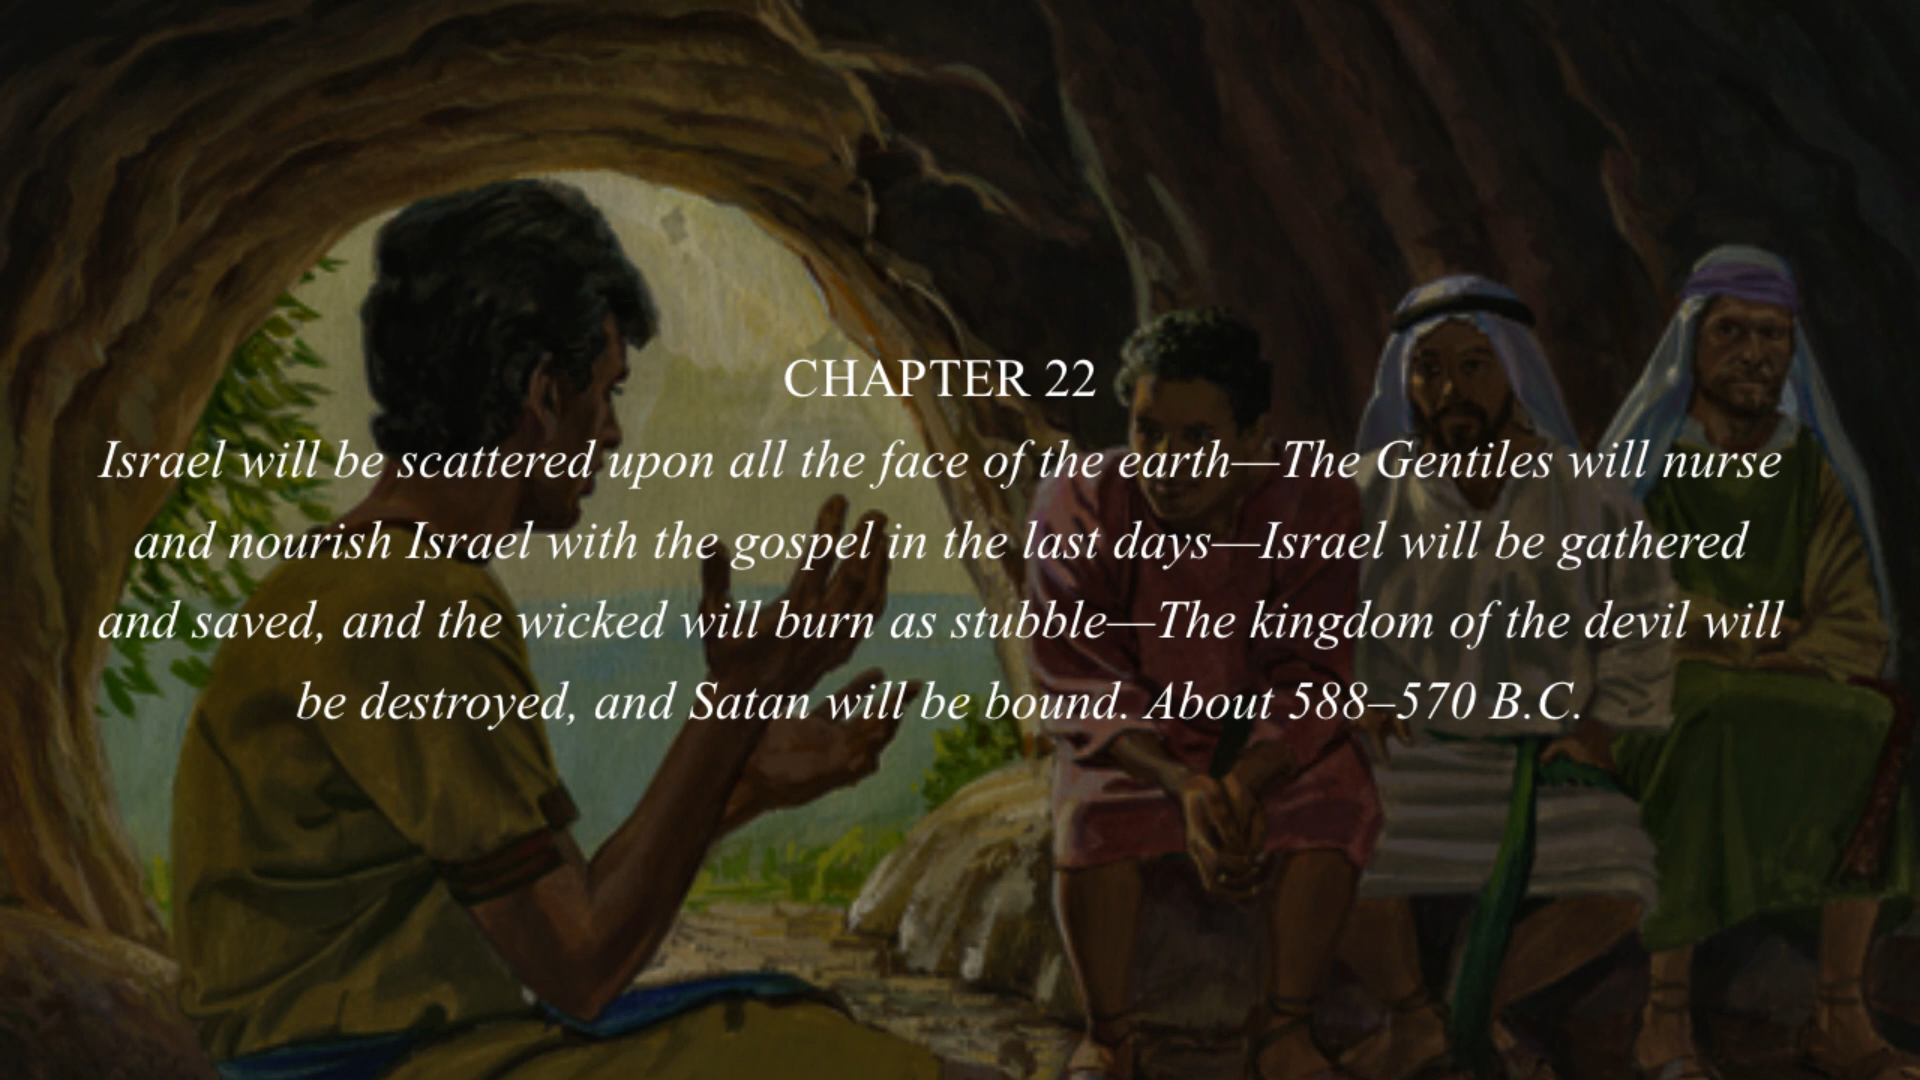 CHAPTER 22
Israel will be scattered upon all the face of the earth—The Gentiles will nurse
and nourish Israel with the gospel in the last days—Israel will be gathered
and saved, and the wicked will burn as stubble—The kingdom of the devil will
be destroyed, and Satan will be bound. About 588–570 B.C.